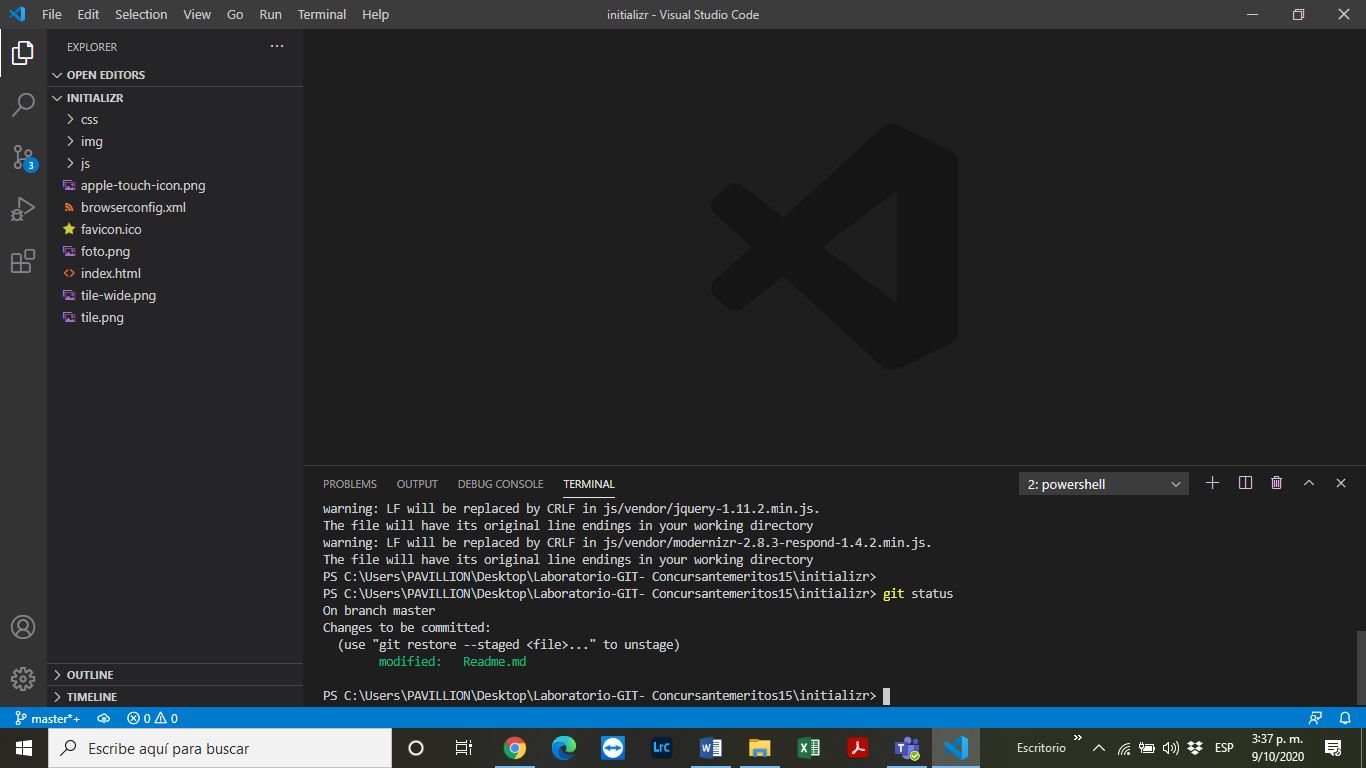 File Edit Selection View Go Run Terminal Help
initializr - Visual Studio Code
EXPLORER
OPEN EDITORS
INITIALIZR
css
img
js
apple-touch-icon.png
browserconfig.xml
favicon.ico
foto.png
index.html
tile-wide.png
tile.png
3
OUTLINE
TIMELINE
PROBLEMS OUTPUT DEBUG CONSOLE TERMINAL
2: powershell
warning: LF will be replaced by CRLF in js/vendor/jquery-1.11.2.min.js.
The file will have its original line endings in your working directory
warning: LF will be replaced by CRLF in js/vendor/modernizr-2.8.3-respond-1.4.2.min.js.
The file will have its original line endings in your working directory
PS C:\Users\PAVILLION\Desktop\Laboratorio-GIT- Concursantemeritos15\initializr>
PS C:\Users\PAVILLION\Desktop\Laboratorio-GIT- Concursantemeritos15\initializr> git status
On branch master
Changes to be committed:
(use "git restore --staged <file>..." to unstage)
modified: Readme.md
PS C:\Users\PAVILLION\Desktop\Laboratorio-GIT- Concursantemeritos15\initializr>
master*+ 0 0
Escribe aquí para buscar
LrC
Escritorio
ESP
3:37 p. m.
9/10/2020